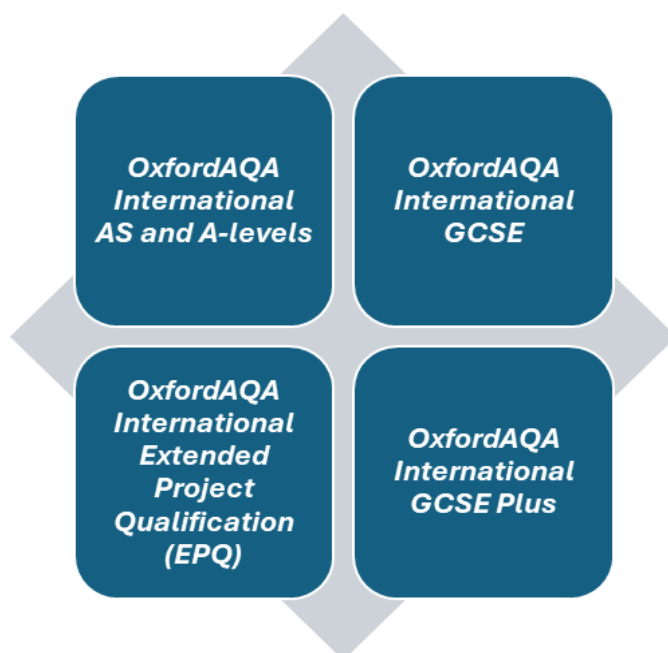 OxfordAQA
International
AS and A-levels
OxfordAQA
International
GCSE
OxfordAQA
International
Extended
Project
Qualification
(EPQ)
OxfordAQA
International
GCSE Plus